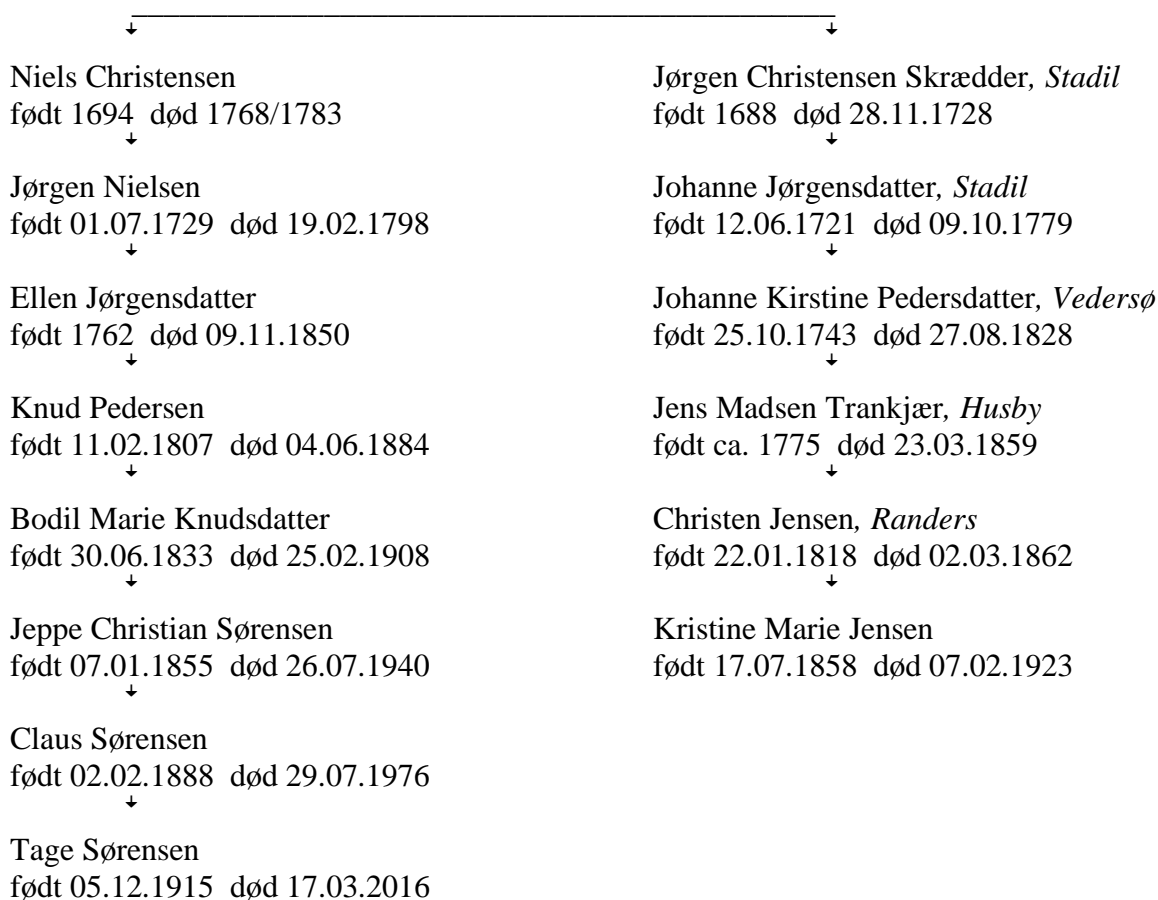 Niels Christensen
født 1694  død 1768/1783
Jørgen Nielsen
født 01.07.1729  død 19.02.1798
Ellen Jørgensdatter
født 1762  død 09.11.1850
Knud Pedersen
født 11.02.1807  død 04.06.1884
Bodil Marie Knudsdatter
født 30.06.1833  død 25.02.1908
Jeppe Christian Sørensen
født 07.01.1855  død 26.07.1940
Claus Sørensen
født 02.02.1888  død 29.07.1976
Tage Sørensen
født 05.12.1915  død 17.03.2016
Jørgen Christensen Skrædder, Stadil
født 1688  død 28.11.1728
Johanne Jørgensdatter, Stadil
født 12.06.1721  død 09.10.1779
Johanne Kirstine Pedersdatter, Vedersø
født 25.10.1743  død 27.08.1828
Jens Madsen Trankjær, Husby
født ca. 1775  død 23.03.1859
Christen Jensen, Randers
født 22.01.1818  død 02.03.1862
Kristine Marie Jensen
født 17.07.1858  død 07.02.1923